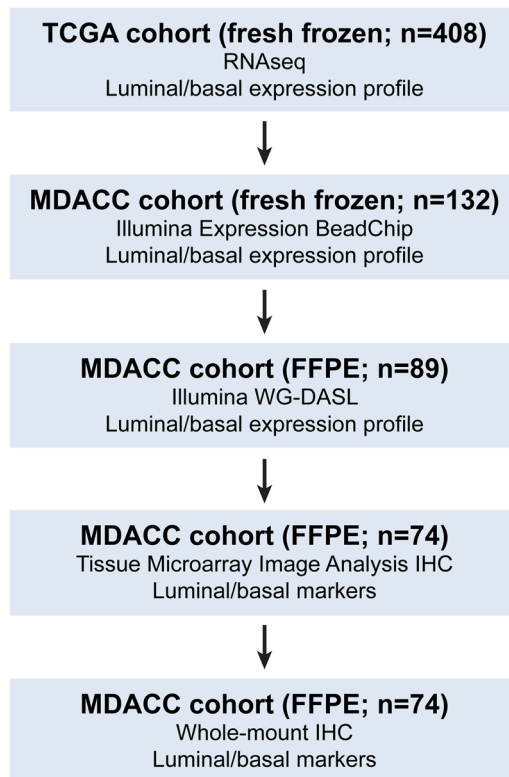 TCGA cohort (fresh frozen; n=408)
RNAseq
Luminal/basal expression profile
MDACC cohort (fresh frozen; n=132)
Illumina Expression BeadChip
Luminal/basal expression profile
MDACC cohort (FFPE; n=89)
Illumina WG-DASL
Luminal/basal expression profile
MDACC cohort (FFPE; n=74)
Tissue Microarray Image Analysis IHC
Luminal/basal markers
MDACC cohort (FFPE; n=74)
Whole-mount IHC
Luminal/basal markers